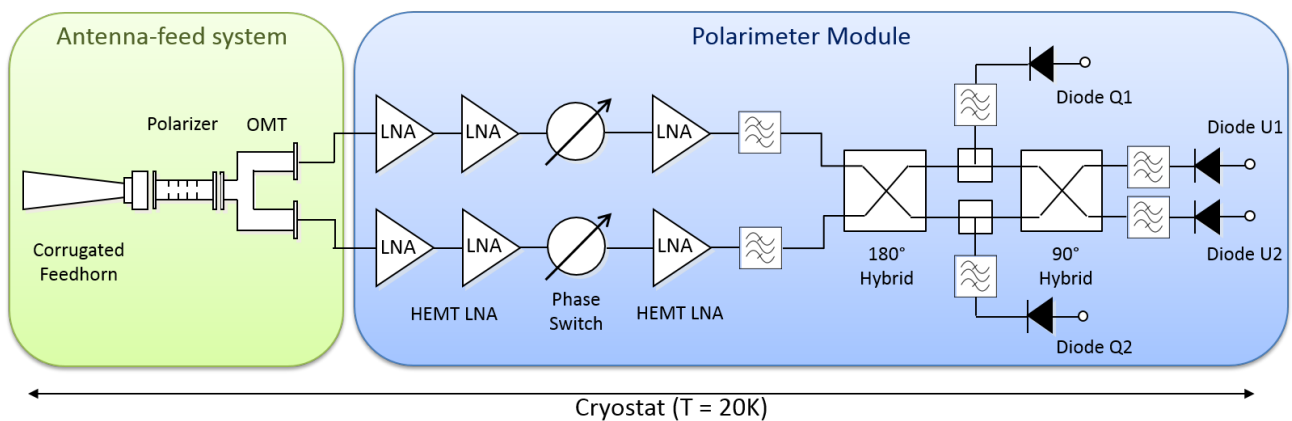 Antenna-feed system
Polarimeter Module
Diode Q1
Polarizer
OMT
LNA
LNA
LNA
Diode U1
Corrugated
Feedhorn
LNA
LNA
LNA
HEMT LNA
Phase
Switch
HEMT LNA
180°
Hybrid
90°
Hybrid
Diode U2
Diode Q2
Cryostat (T = 20K)